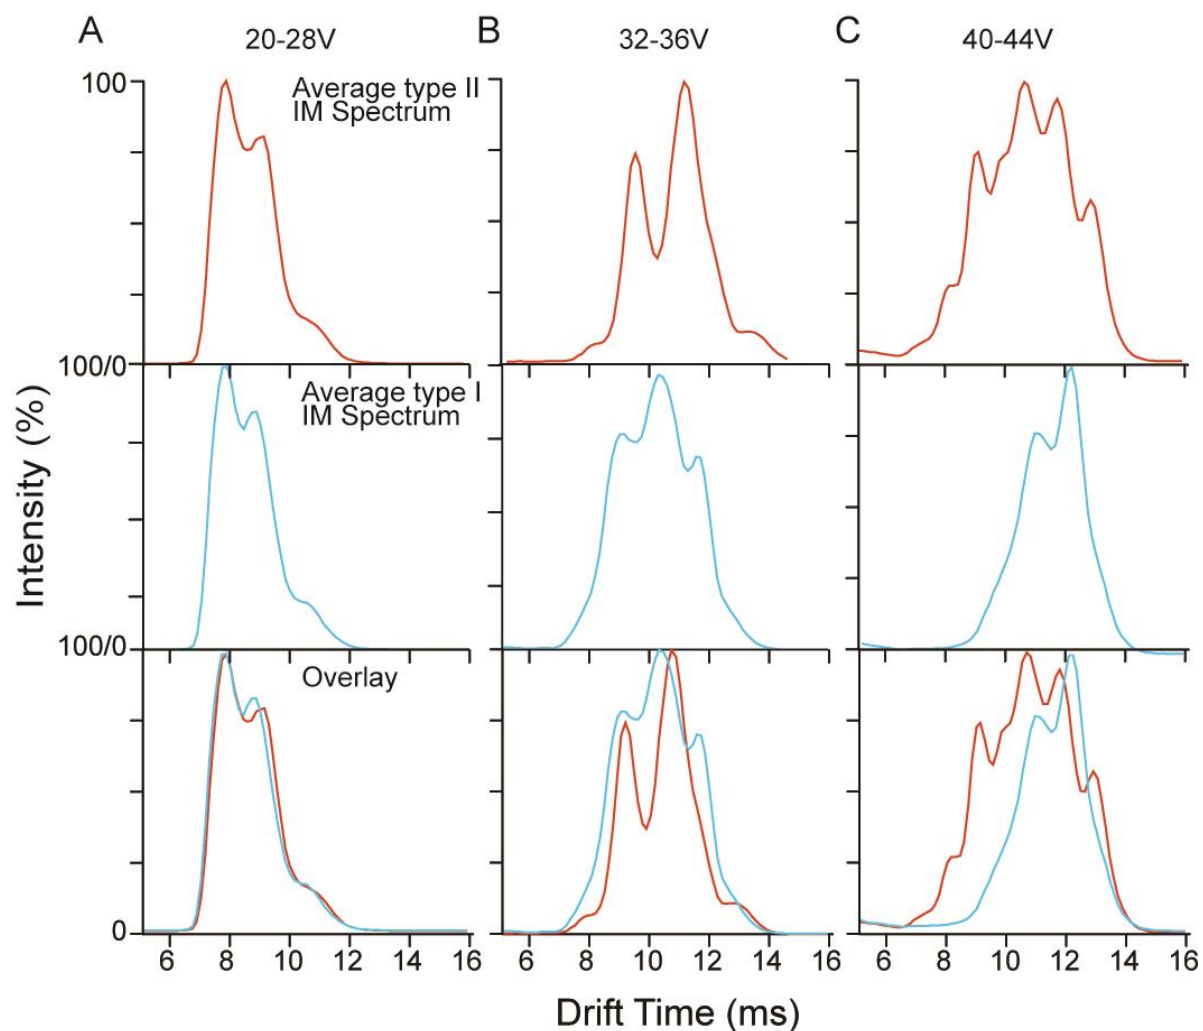 A
20-28V
B
32-36V
C
40-44V
100
Average type II
IM Spectrum
100/0
Average type I
IM Spectrum
100/0
Overlay
0
6 8 10 12 14 16
6 8 10 12 14 16
6 8 10 12 14 16
Intensity (%)
Drift Time (ms)